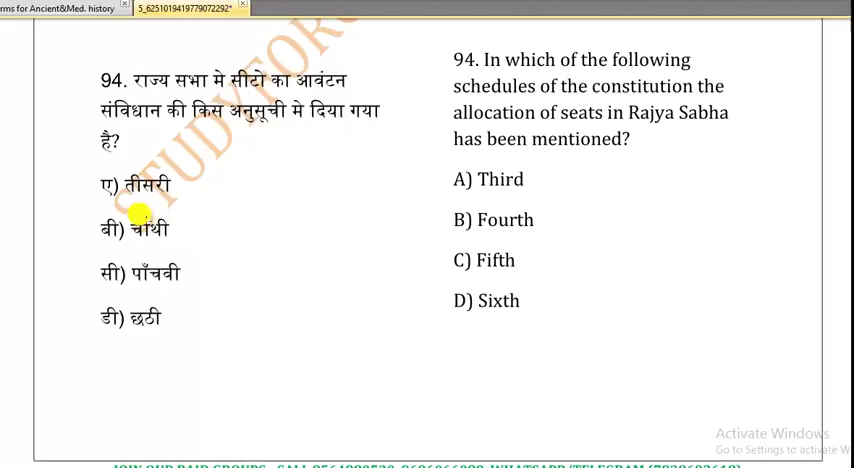 rms for Ancient&Med. history
5_6251019419779072292*
94. राज्य सभा मे सीटो का आवंटन
संविधान की किस अनुसूची मे दिया गया
है?
ए) तीसरी
बी) चौथी
सी) पाँचवी
डी) छठी
94. In which of the following
schedules of the constitution the
allocation of seats in Rajya Sabha
has been mentioned?
A) Third
B) Fourth
C) Fifth
D) Sixth
STUDYFOR
Activate Windows
Go to Settings to activate W